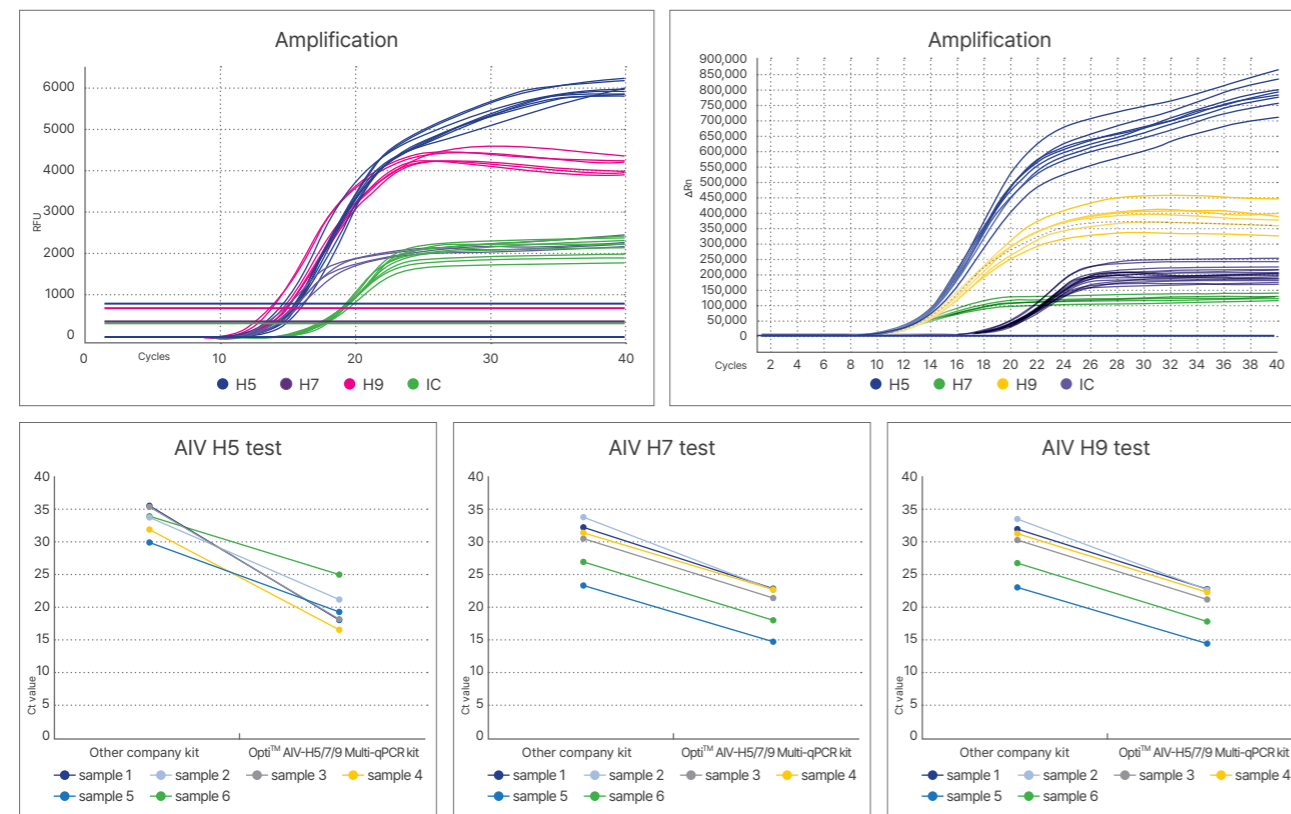 Amplification
RFU
6000
5000
4000
3000
2000
1000
0
0 10 20 30 40
Cycles
H5 H7 H9 IC
Amplification
ΔRn
900,000
850,000
800,000
750,000
700,000
650,000
600,000
550,000
500,000
450,000
400,000
350,000
300,000
250,000
200,000
150,000
100,000
50,000
0
Cycles 2 4 6 8 10 12 14 16 18 20 22 24 26 28 30 32 34 36 38 40
H5 H7 H9 IC
AIV H5 test
Ct value
40
35
30
25
20
15
10
5
0
Other company kit Opti™ AIV-H5/7/9 Multi-qPCR kit
sample 1 sample 2 sample 3 sample 4
sample 5 sample 6
AIV H7 test
Ct value
40
35
30
25
20
15
10
5
0
Other company kit Opti™ AIV-H5/7/9 Multi-qPCR kit
sample 1 sample 2 sample 3 sample 4
sample 5 sample 6
AIV H9 test
Ct value
40
35
30
25
20
15
10
5
0
Other company kit Opti™ AIV-H5/7/9 Multi-qPCR kit
sample 1 sample 2 sample 3 sample 4
sample 5 sample 6